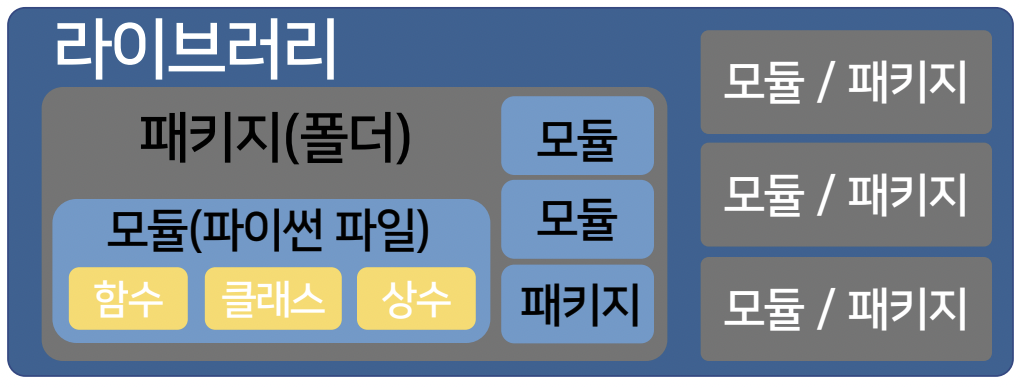 라이브러리
패키지(폴더)
모듈(파이썬 파일)
함수
클래스
상수
모듈
모듈
패키지
모듈 / 패키지
모듈 / 패키지
모듈 / 패키지